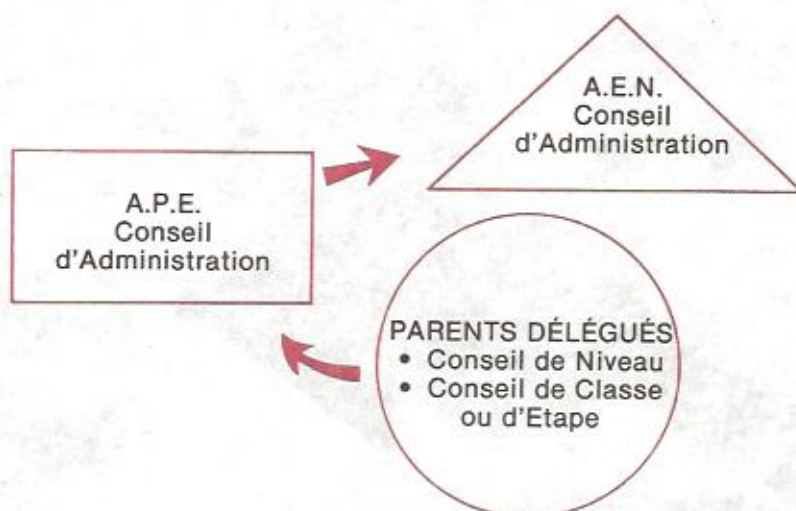 A.E.N.
Conseil
d'Administration
A.P.E.
Conseil
d'Administration
PARENTS DÉLÉGUÉS
• Conseil de Niveau
• Conseil de Classe
ou d'Etape